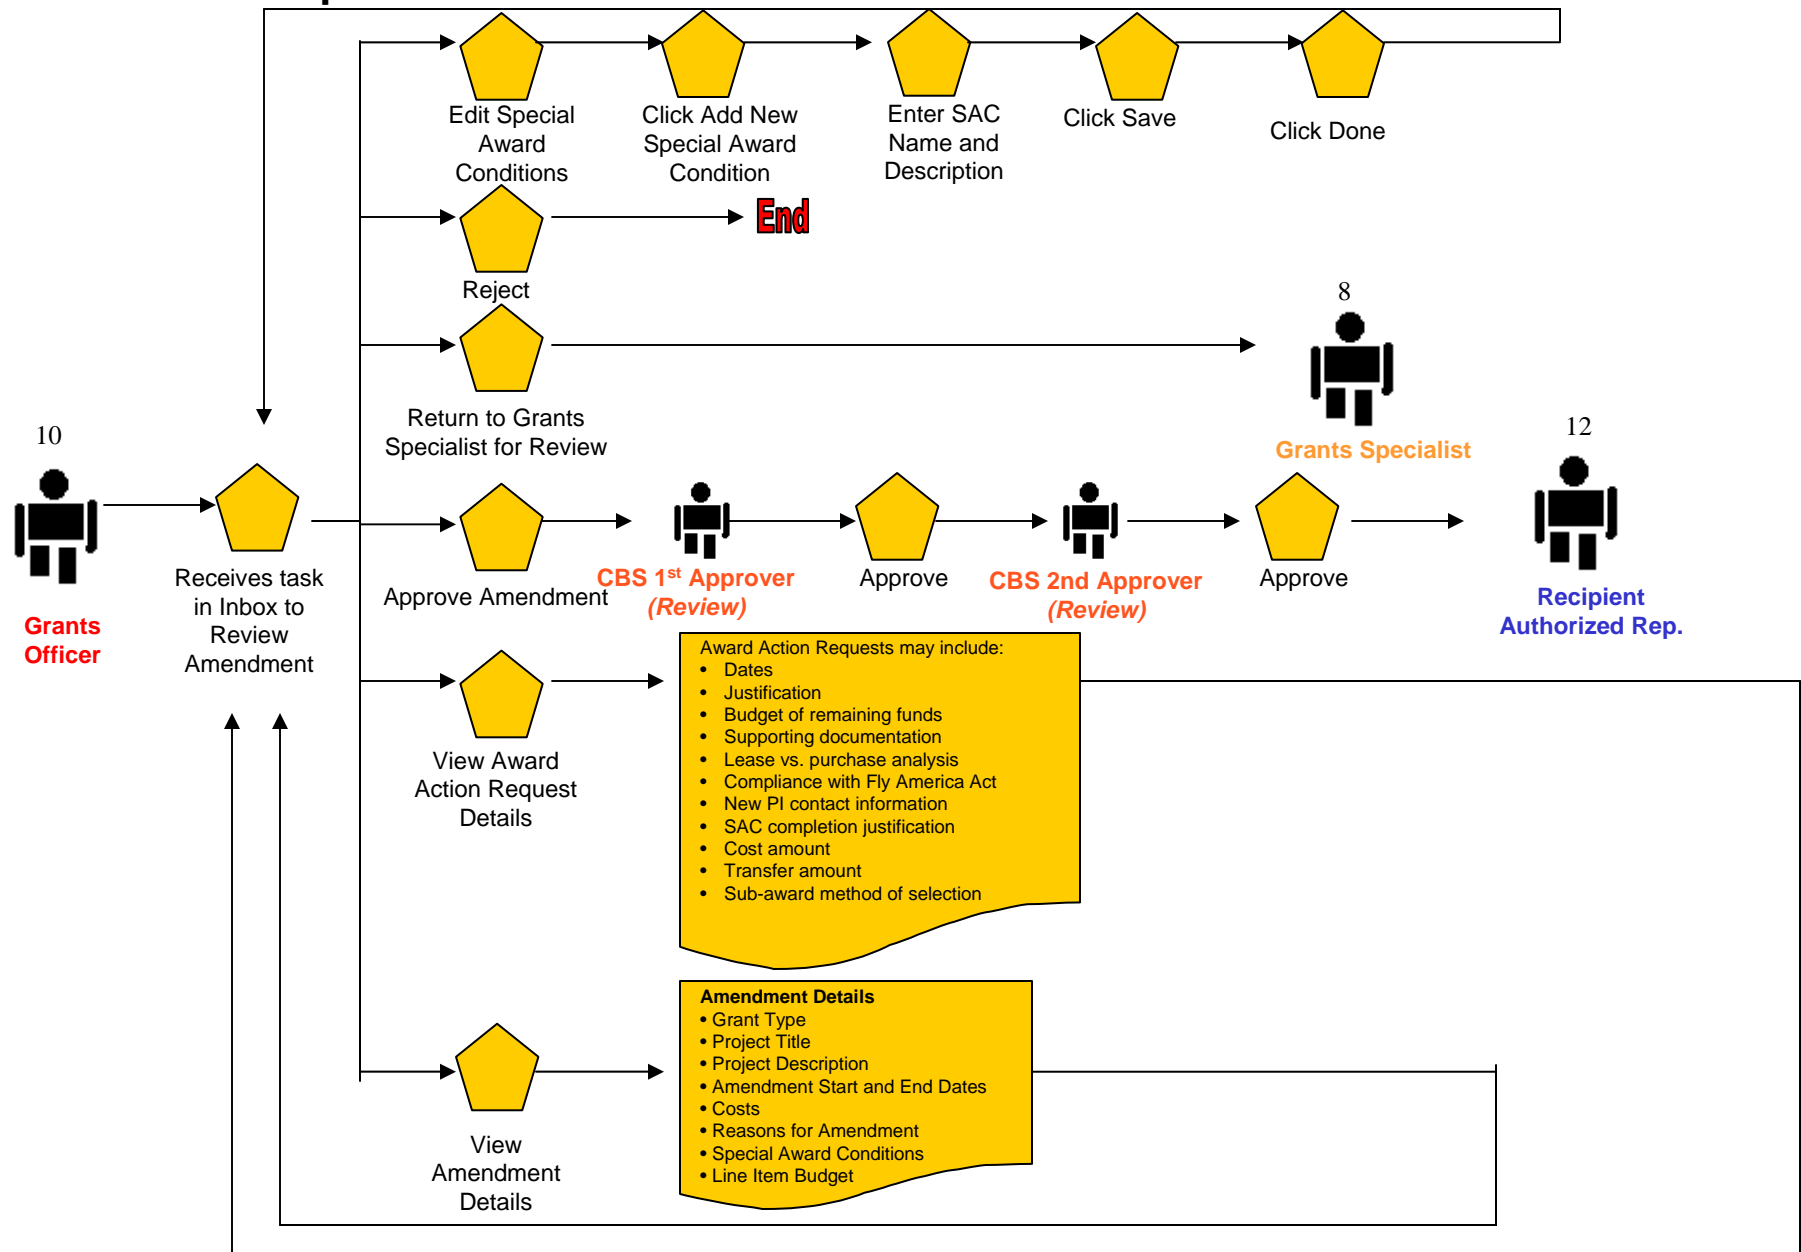 Edit Special
Award
Conditions
Click Add New
Special Award
Condition
Enter SAC
Name and
Description
Click Save
Click Done
Reject
End
Return to Grants
Specialist for Review
8
Grants Specialist
10
Grants
Officer
Receives task
in Inbox to
Review
Amendment
Approve Amendment
CBS 1st Approver
(Review)
Approve
CBS 2nd Approver
(Review)
Approve
12
Recipient
Authorized Rep.
View Award
Action Request
Details
Award Action Requests may include:
• Dates
• Justification
• Budget of remaining funds
• Supporting documentation
• Lease vs. purchase analysis
• Compliance with Fly America Act
• New PI contact information
• SAC completion justification
• Cost amount
• Transfer amount
• Sub-award method of selection
View
Amendment
Details
Amendment Details
• Grant Type
• Project Title
• Project Description
• Amendment Start and End Dates
• Costs
• Reasons for Amendment
• Special Award Conditions
• Line Item Budget